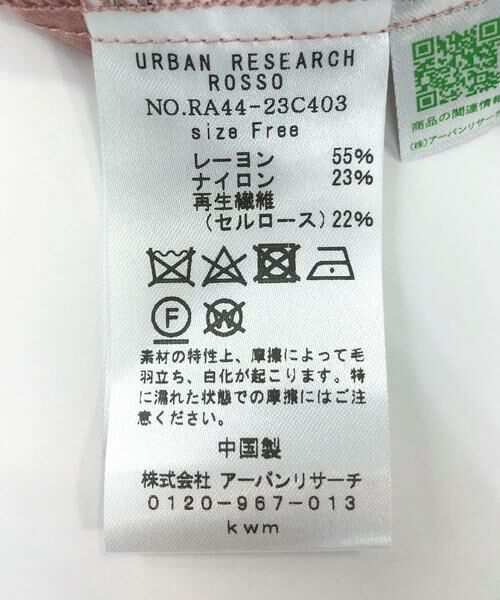 URBAN RESEARCH
ROSSO
NO.RA44-23C403
size Free
レーヨン 55%
ナイロン 23%
再生繊維
(セルロース)22%
F W
素材の特性上、摩擦によって毛
羽立ち、白化が起こります。特
に濡れた状態での摩擦にはご注
意ください。
中国製
株式会社 アーバンリサーチ
0120-967-013
kwm
商品の関連情
(株)アーバンリサー